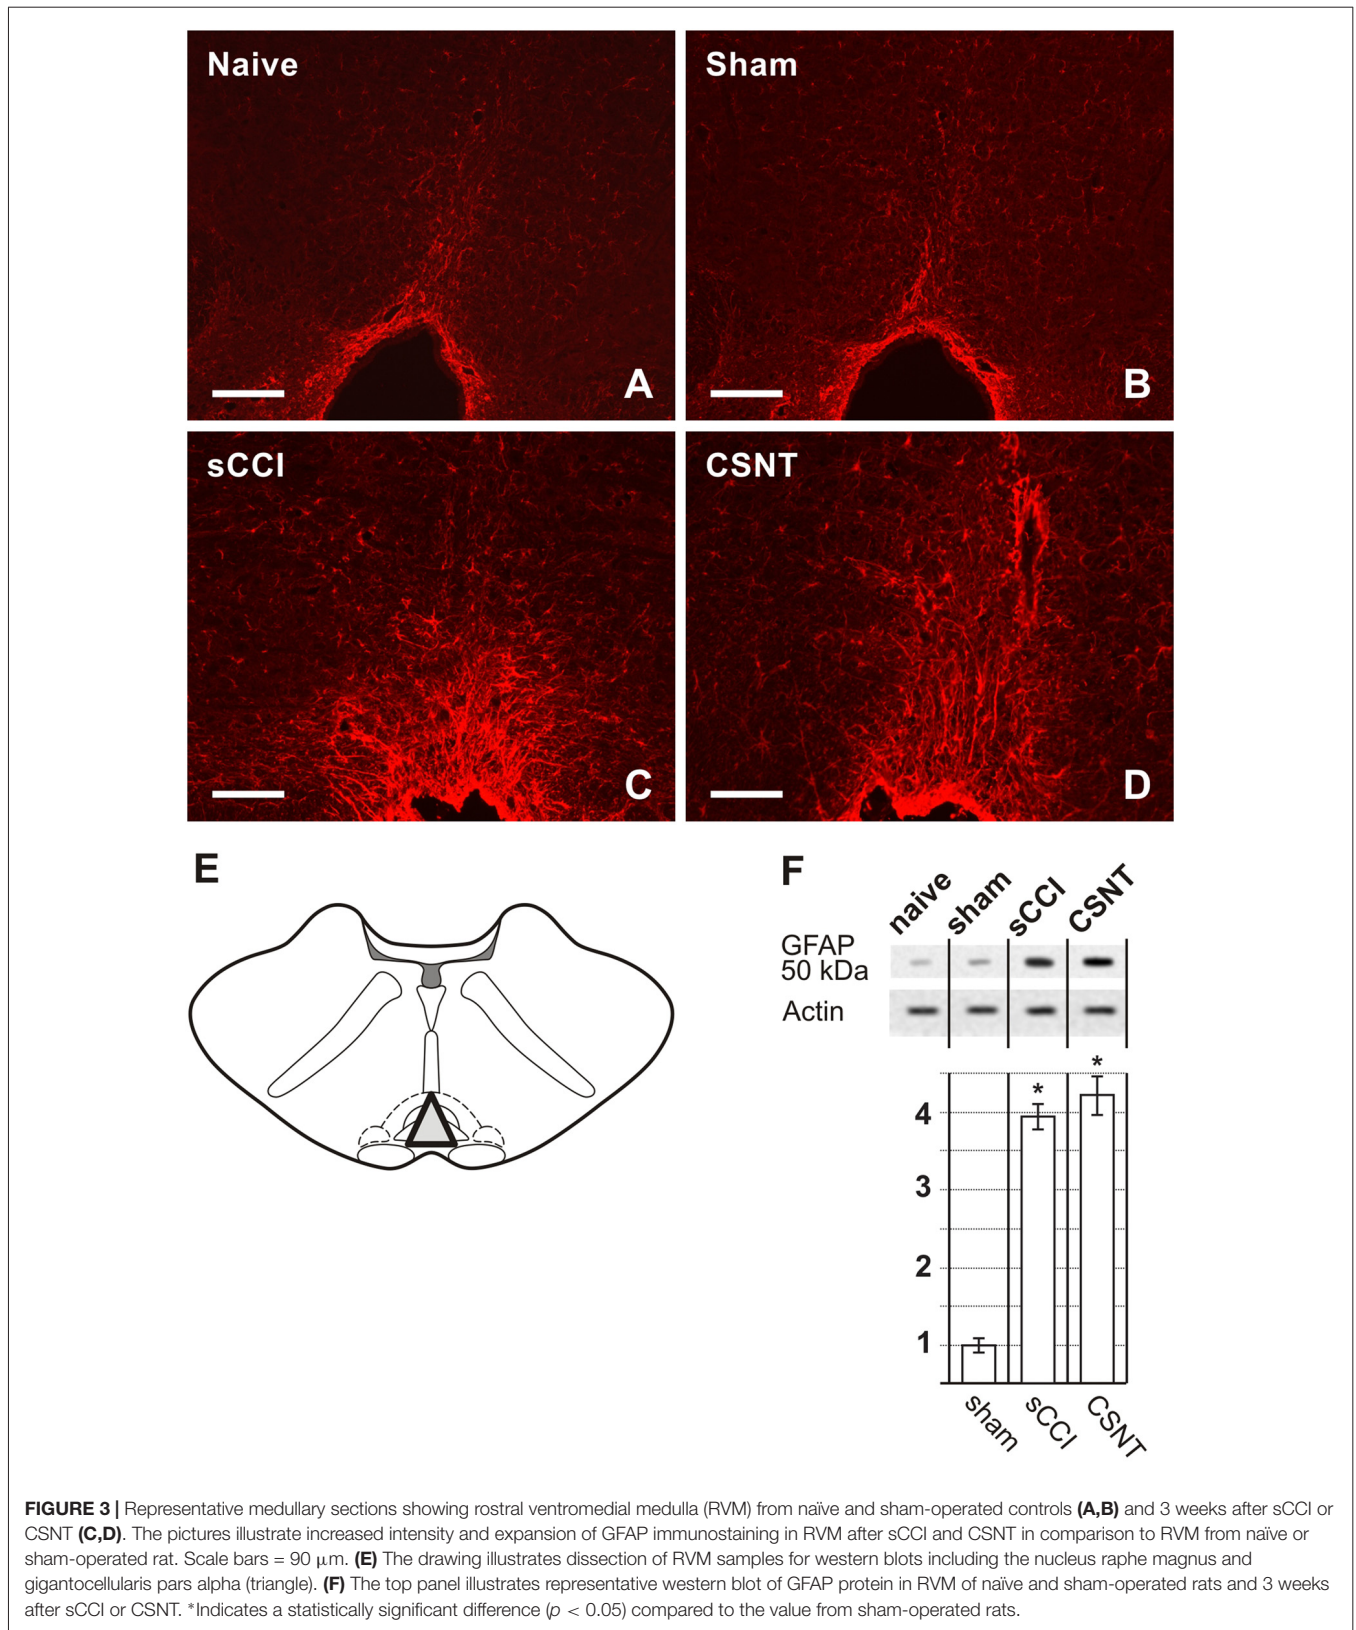 Naive
Sham
A
B
sCCI
CSNT
C
D
E
F
naive
sham
sCCI
CSNT
GFAP
50 kDa
Actin
*
*
4
3
2
1
sham
sCCI
CSNT
FIGURE 3 | Representative medullary sections showing rostral ventromedial medulla (RVM) from naïve and sham-operated controls (A,B) and 3 weeks after sCCI or
CSNT (C,D). The pictures illustrate increased intensity and expansion of GFAP immunostaining in RVM after sCCI and CSNT in comparison to RVM from naïve or
sham-operated rat. Scale bars = 90 μm. (E) The drawing illustrates dissection of RVM samples for western blots including the nucleus raphe magnus and
gigantocellularis pars alpha (triangle). (F) The top panel illustrates representative western blot of GFAP protein in RVM of naïve and sham-operated rats and 3 weeks
after sCCI or CSNT. *Indicates a statistically significant difference (p < 0.05) compared to the value from sham-operated rats.